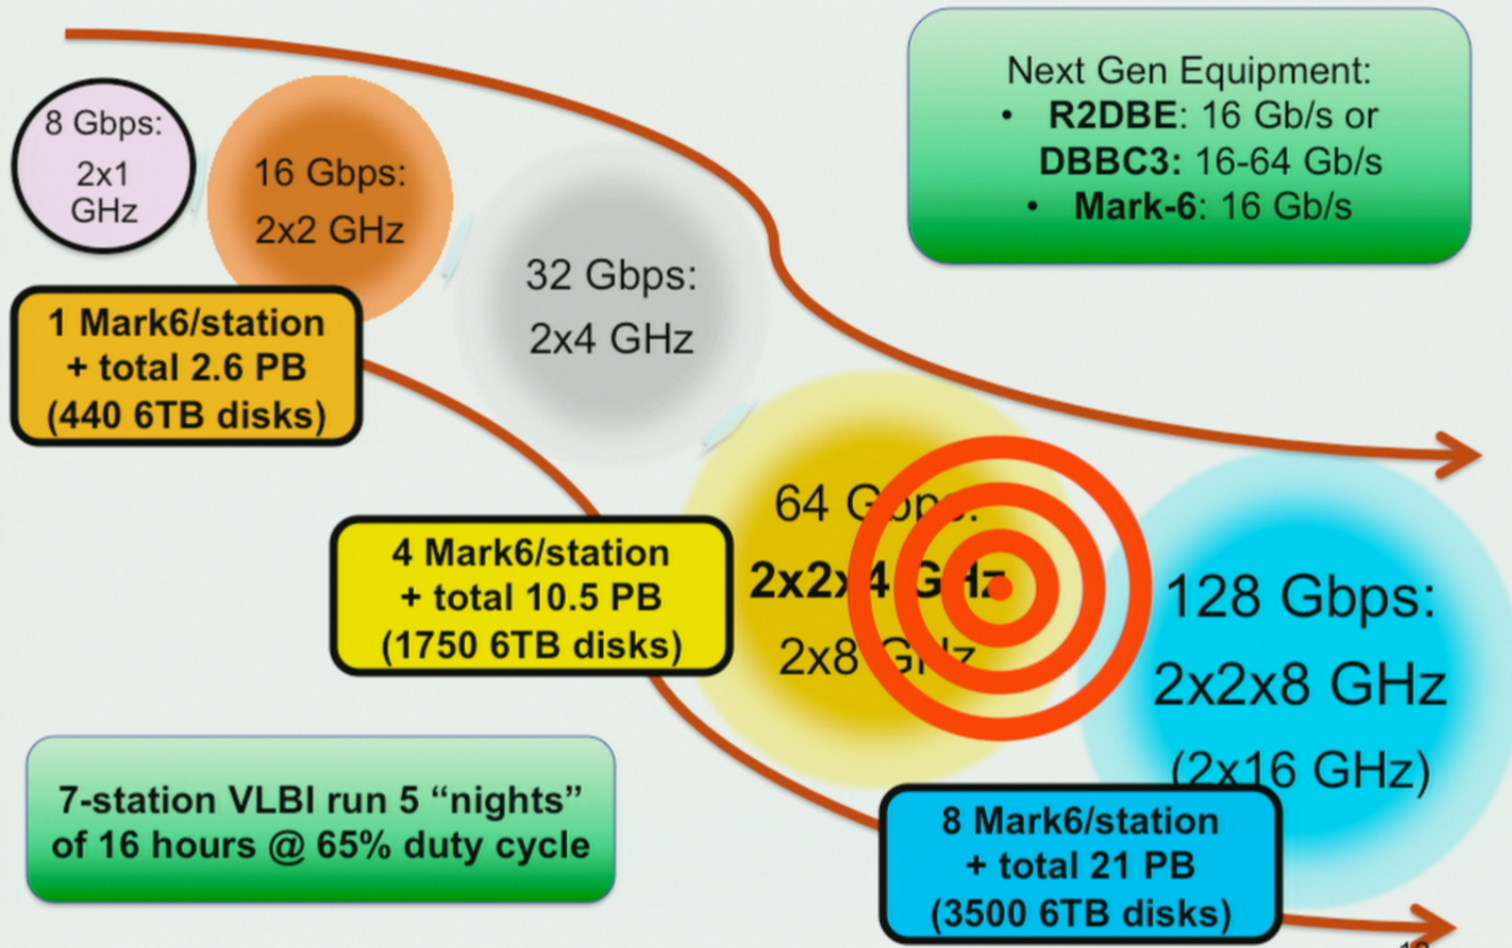 8 Gbps:
2x1
GHz
16 Gbps:
2x2 GHz
32 Gbps:
2x4 GHz
Next Gen Equipment:
• R2DBE: 16 Gb/s or
DBBC3: 16-64 Gb/s
• Mark-6: 16 Gb/s
1 Mark6/station
+ total 2.6 PB
(440 6TB disks)
4 Mark6/station
+ total 10.5 PB
(1750 6TB disks)
64 Gbps:
2x2x4 GHz
2x8 GHz
128 Gbps:
2x2x8 GHz
(2x16 GHz)
8 Mark6/station
+ total 21 PB
(3500 6TB disks)
7-station VLBI run 5 “nights”
of 16 hours @ 65% duty cycle